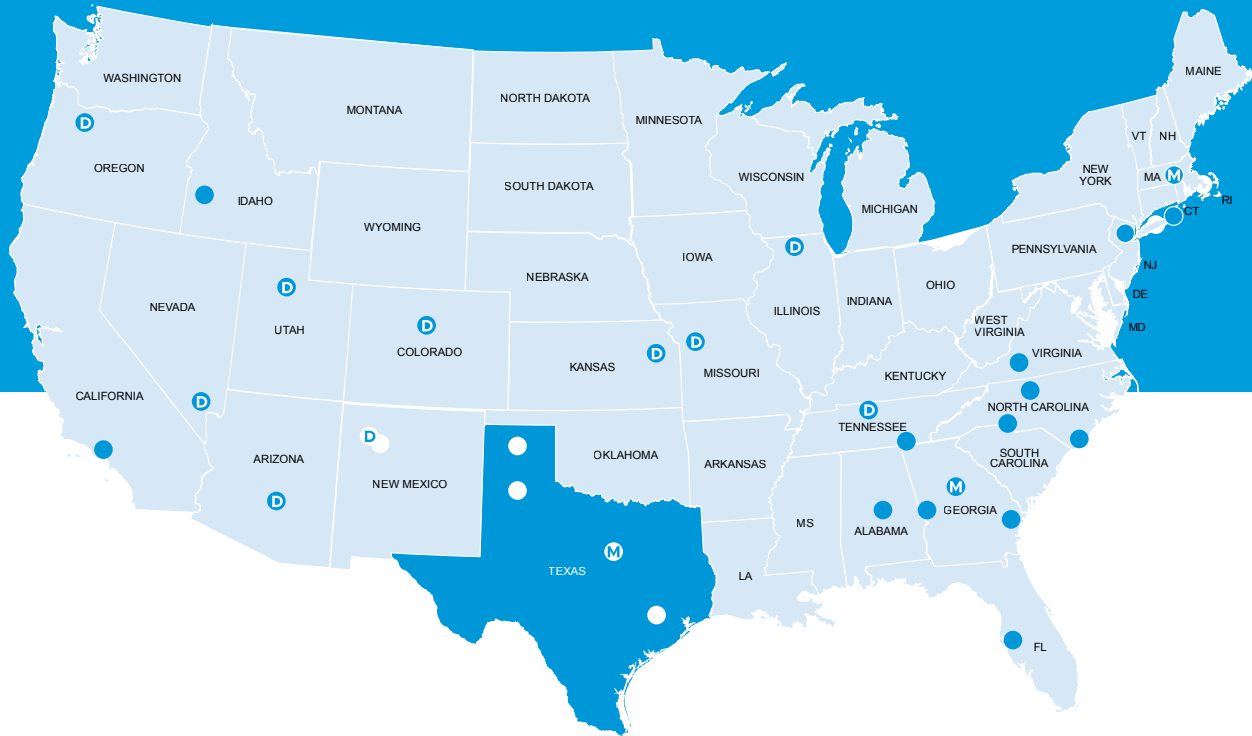 WASHINGTON
MONTANA
NORTH DAKOTA
MINNESOTA
MAINE
D
OREGON
IDAHO
SOUTH DAKOTA
WISCONSIN
MICHIGAN
NEW
YORK
VT
NH
MA
M
RI
CT
WYOMING
IOWA
D
PENNSYLVANIA
NJ
NEBRASKA
NEVADA
D
UTAH
D
COLORADO
ILLINOIS
INDIANA
OHIO
DE
MD
WEST
VIRGINIA
VIRGINIA
KANSAS
D
D
MISSOURI
KENTUCKY
CALIFORNIA
D
D
TENNESSEE
NORTH CAROLINA
ARIZONA
D
D
NEW MEXICO
OKLAHOMA
ARKANSAS
SOUTH
CAROLINA
M
GEORGIA
ALABAMA
MS
M
TEXAS
LA
FL